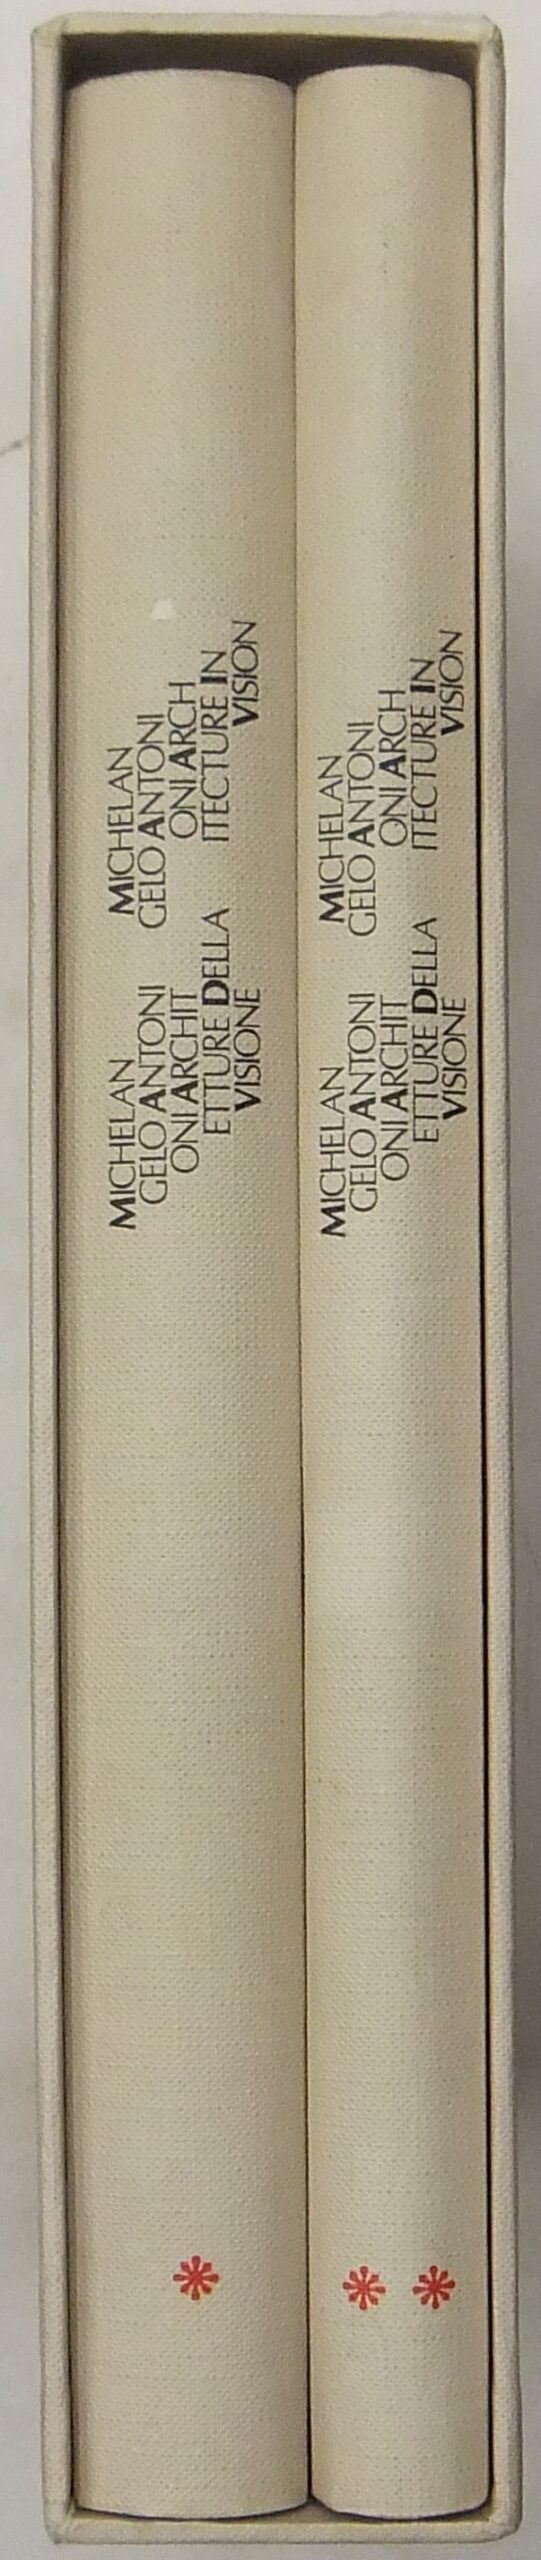 MICHELAN
GELO ANTONI
ONI ARCHIT
ETTURE DELLA
VISIONE
MICHELAN
GELO ANTONI
ONI ARCH
ITECTURE IN
VISION
*
MICHELAN
GELO ANTONI
ONI ARCHIT
ETTURE DELLA
VISIONE
MICHELAN
GELO ANTONI
ONI ARCH
ITECTURE IN
VISION
* *